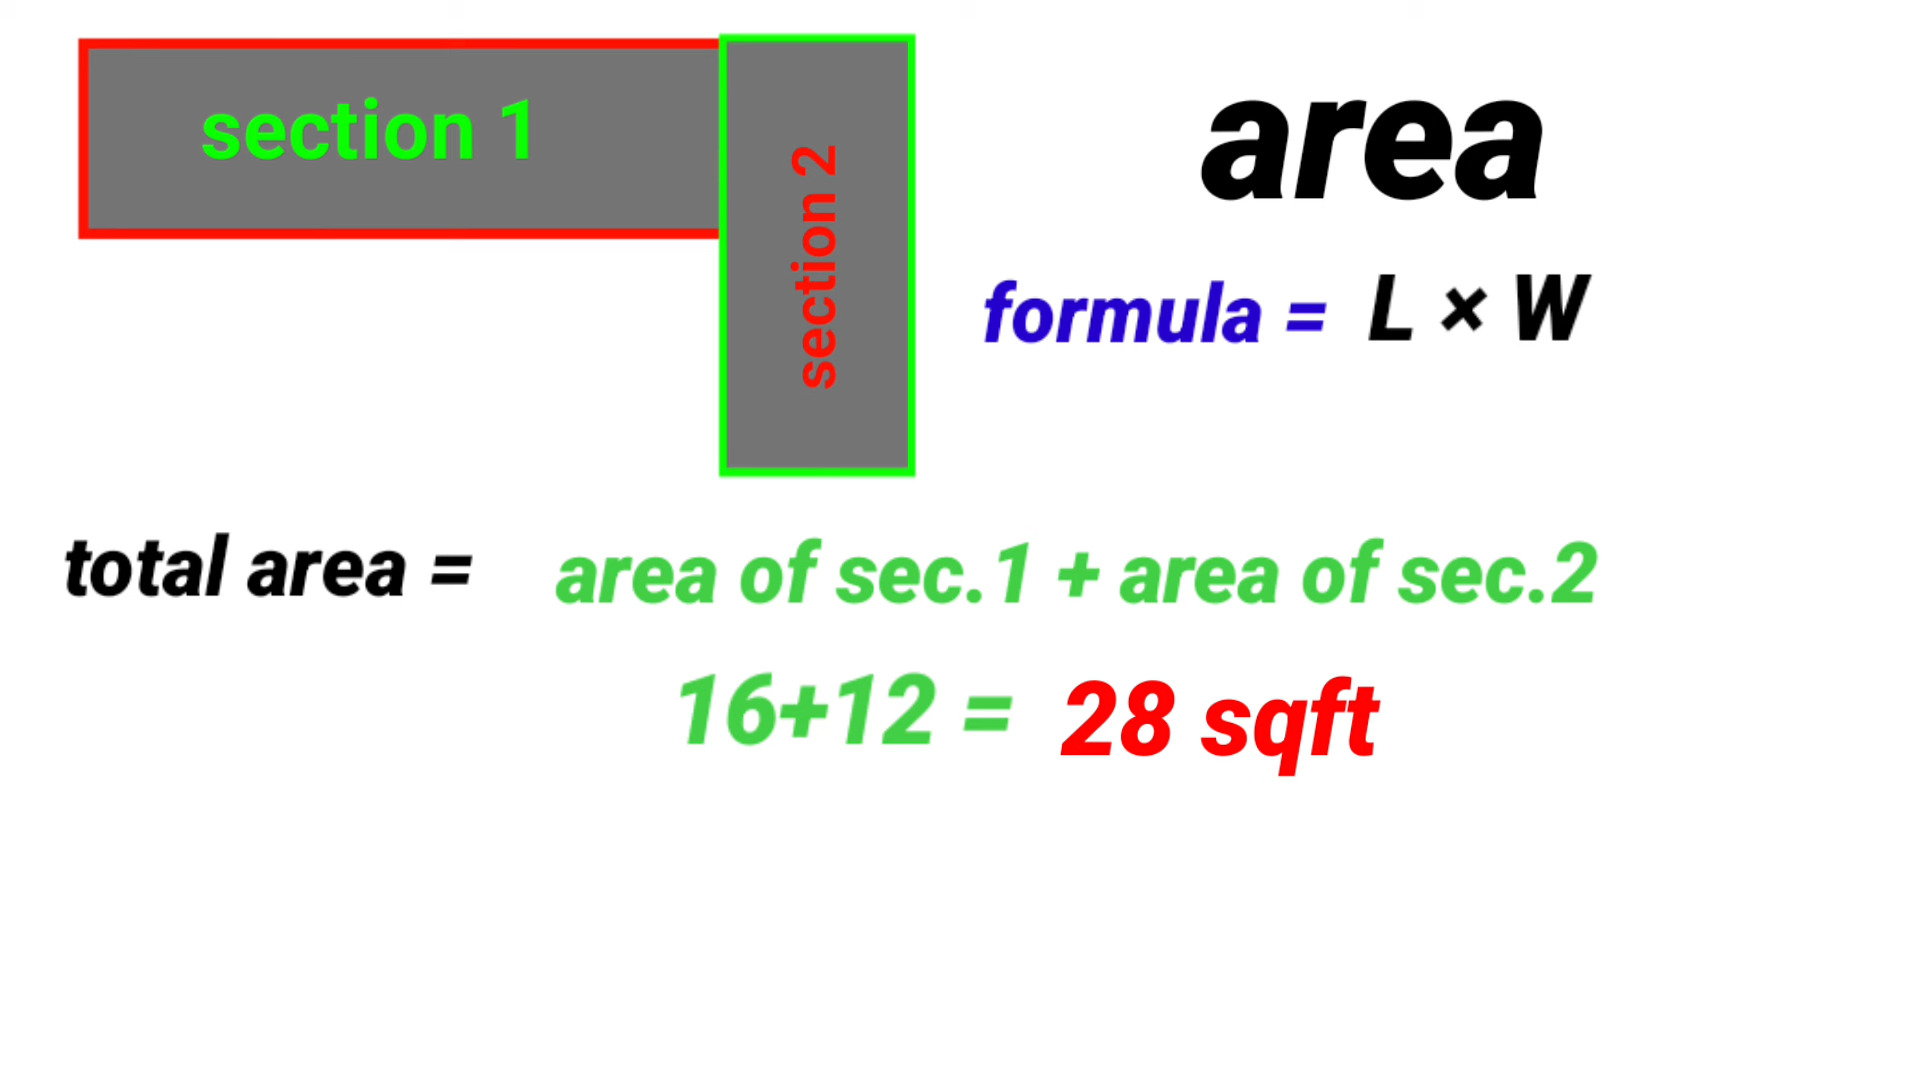 section 1
section 2
area
formula = L × W
total area = area of sec.1 + area of sec.2
16+12 = 28 sqft